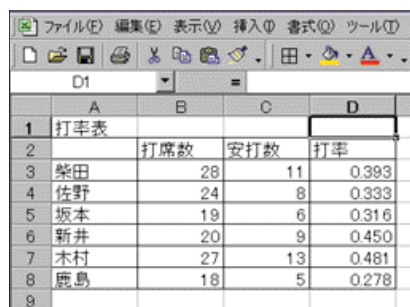 ファイル(F) 編集(E) 表示(V) 挿入(I) 書式(O) ツール(T)
D1 =
A B C D
1 打率表
2 打席数 安打数 打率
3 柴田 28 11 0.393
4 佐野 24 8 0.333
5 坂本 19 6 0.316
6 新井 20 9 0.450
7 木村 27 13 0.481
8 鹿島 18 5 0.278
9